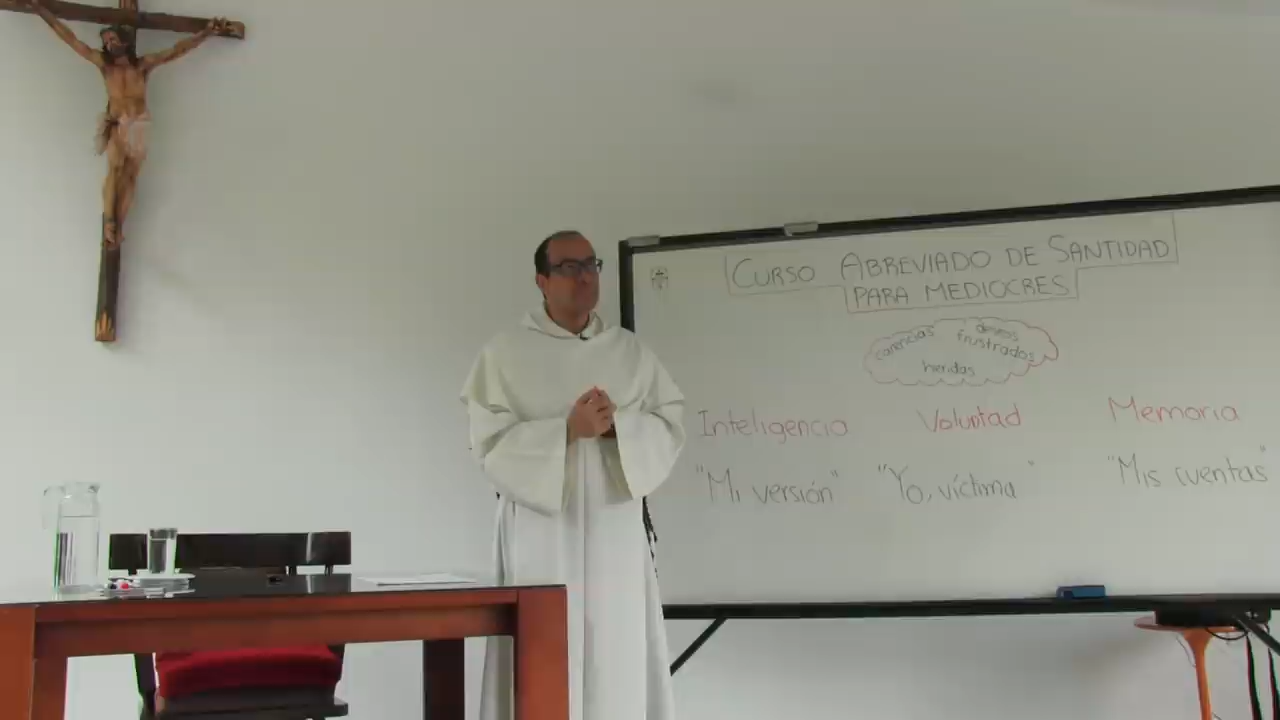 CURSO ABREVIADO DE SANTIDAD
PARA MEDIOCRES
carencias deseos
frustrados
heridas
Inteligencia Voluntad Memoria
"Mi versión" "Yo, víctima" "Mis cuentas"